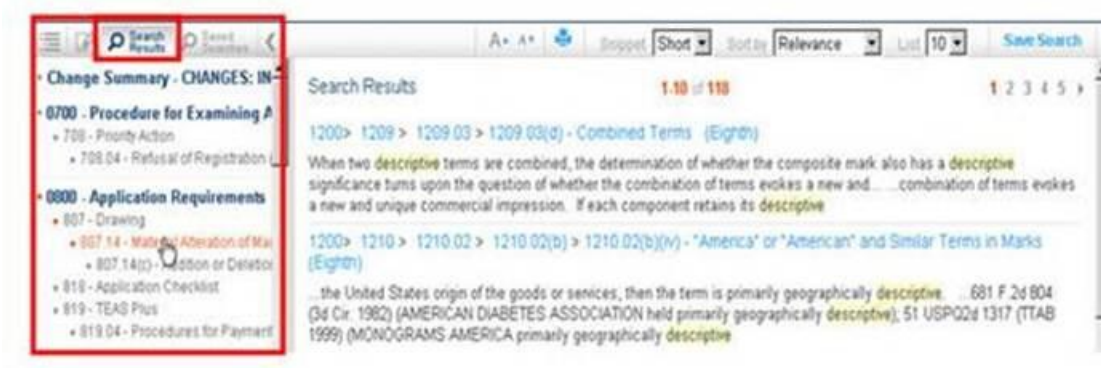 Search Results Saved Searches A+ A+ Snippet Short Sort by Relevance List 10 Save Search
Change Summary - CHANGES: IN
0700 - Procedure for Examining A
708 - Priority Action
708.04 - Refusal of Registration
0800 - Application Requirements
807 - Drawing
807.14 - Material Alteration of Mar
807.14(c) - Addition or Deletion
818 - Application Checklist
819 - TEAS Plus
819.04 - Procedures for Payment
Search Results 1-10 of 118 1 2 3 4 5
1200> 1209 > 1209.03 > 1209.03(d) - Combined Terms (Eighth)
When two descriptive terms are combined, the determination of whether the composite mark also has a descriptive
significance turns upon the question of whether the combination of terms evokes a new and... ...combination of terms evokes
a new and unique commercial impression. If each component retains its descriptive
1200> 1210 > 1210.02 > 1210.02(b) > 1210.02(b)(iv) - "America" or "American" and Similar Terms in Marks
(Eighth)
...the United States origin of the goods or services, then the term is primarily geographically descriptive. ...681 F.2d 804
(3d Cir. 1982) (AMERICAN DIABETES ASSOCIATION held primarily geographically descriptive); 51 USPQ2d 1317 (TTAB
1999) (MONOGRAMS AMERICA primarily geographically descriptive